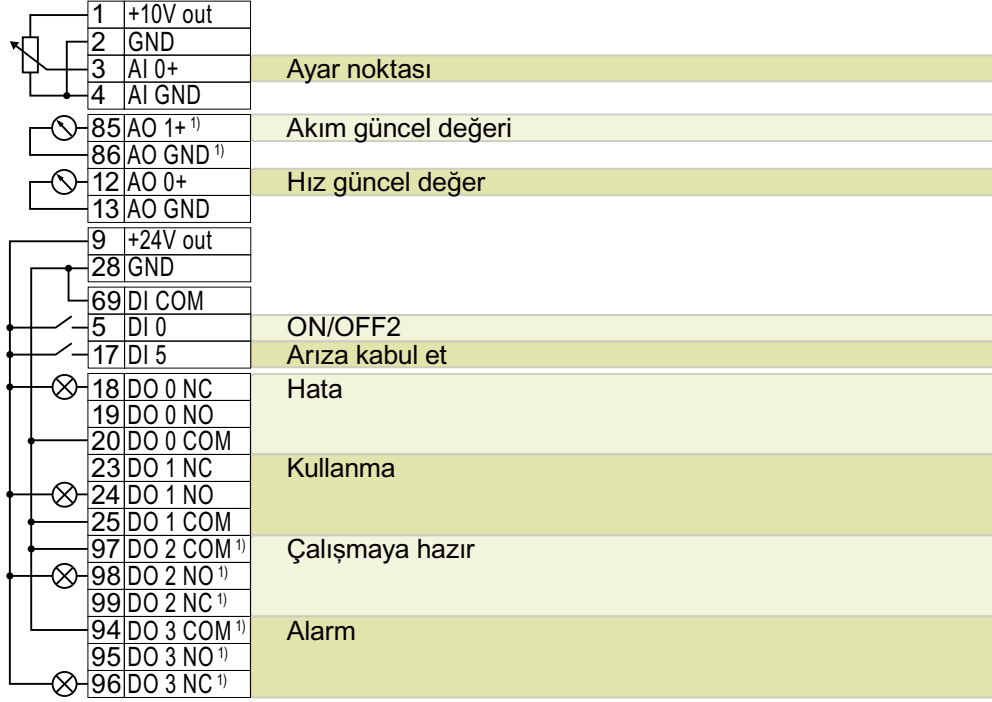 1 +10V out
2 GND
3 AI 0+ Ayar noktası
4 AI GND
85 AO 1+ 1) Akım güncel değeri
86 AO GND 1)
12 AO 0+ Hız güncel değer
13 AO GND
9 +24V out
28 GND
69 DI COM
5 DI 0 ON/OFF2
17 DI 5 Arıza kabul et
18 DO 0 NC Hata
19 DO 0 NO
20 DO 0 COM
23 DO 1 NC Kullanma
24 DO 1 NO
25 DO 1 COM
97 DO 2 COM 1) Çalışmaya hazır
98 DO 2 NO 1)
99 DO 2 NC 1)
94 DO 3 COM 1) Alarm
95 DO 3 NO 1)
96 DO 3 NC 1)